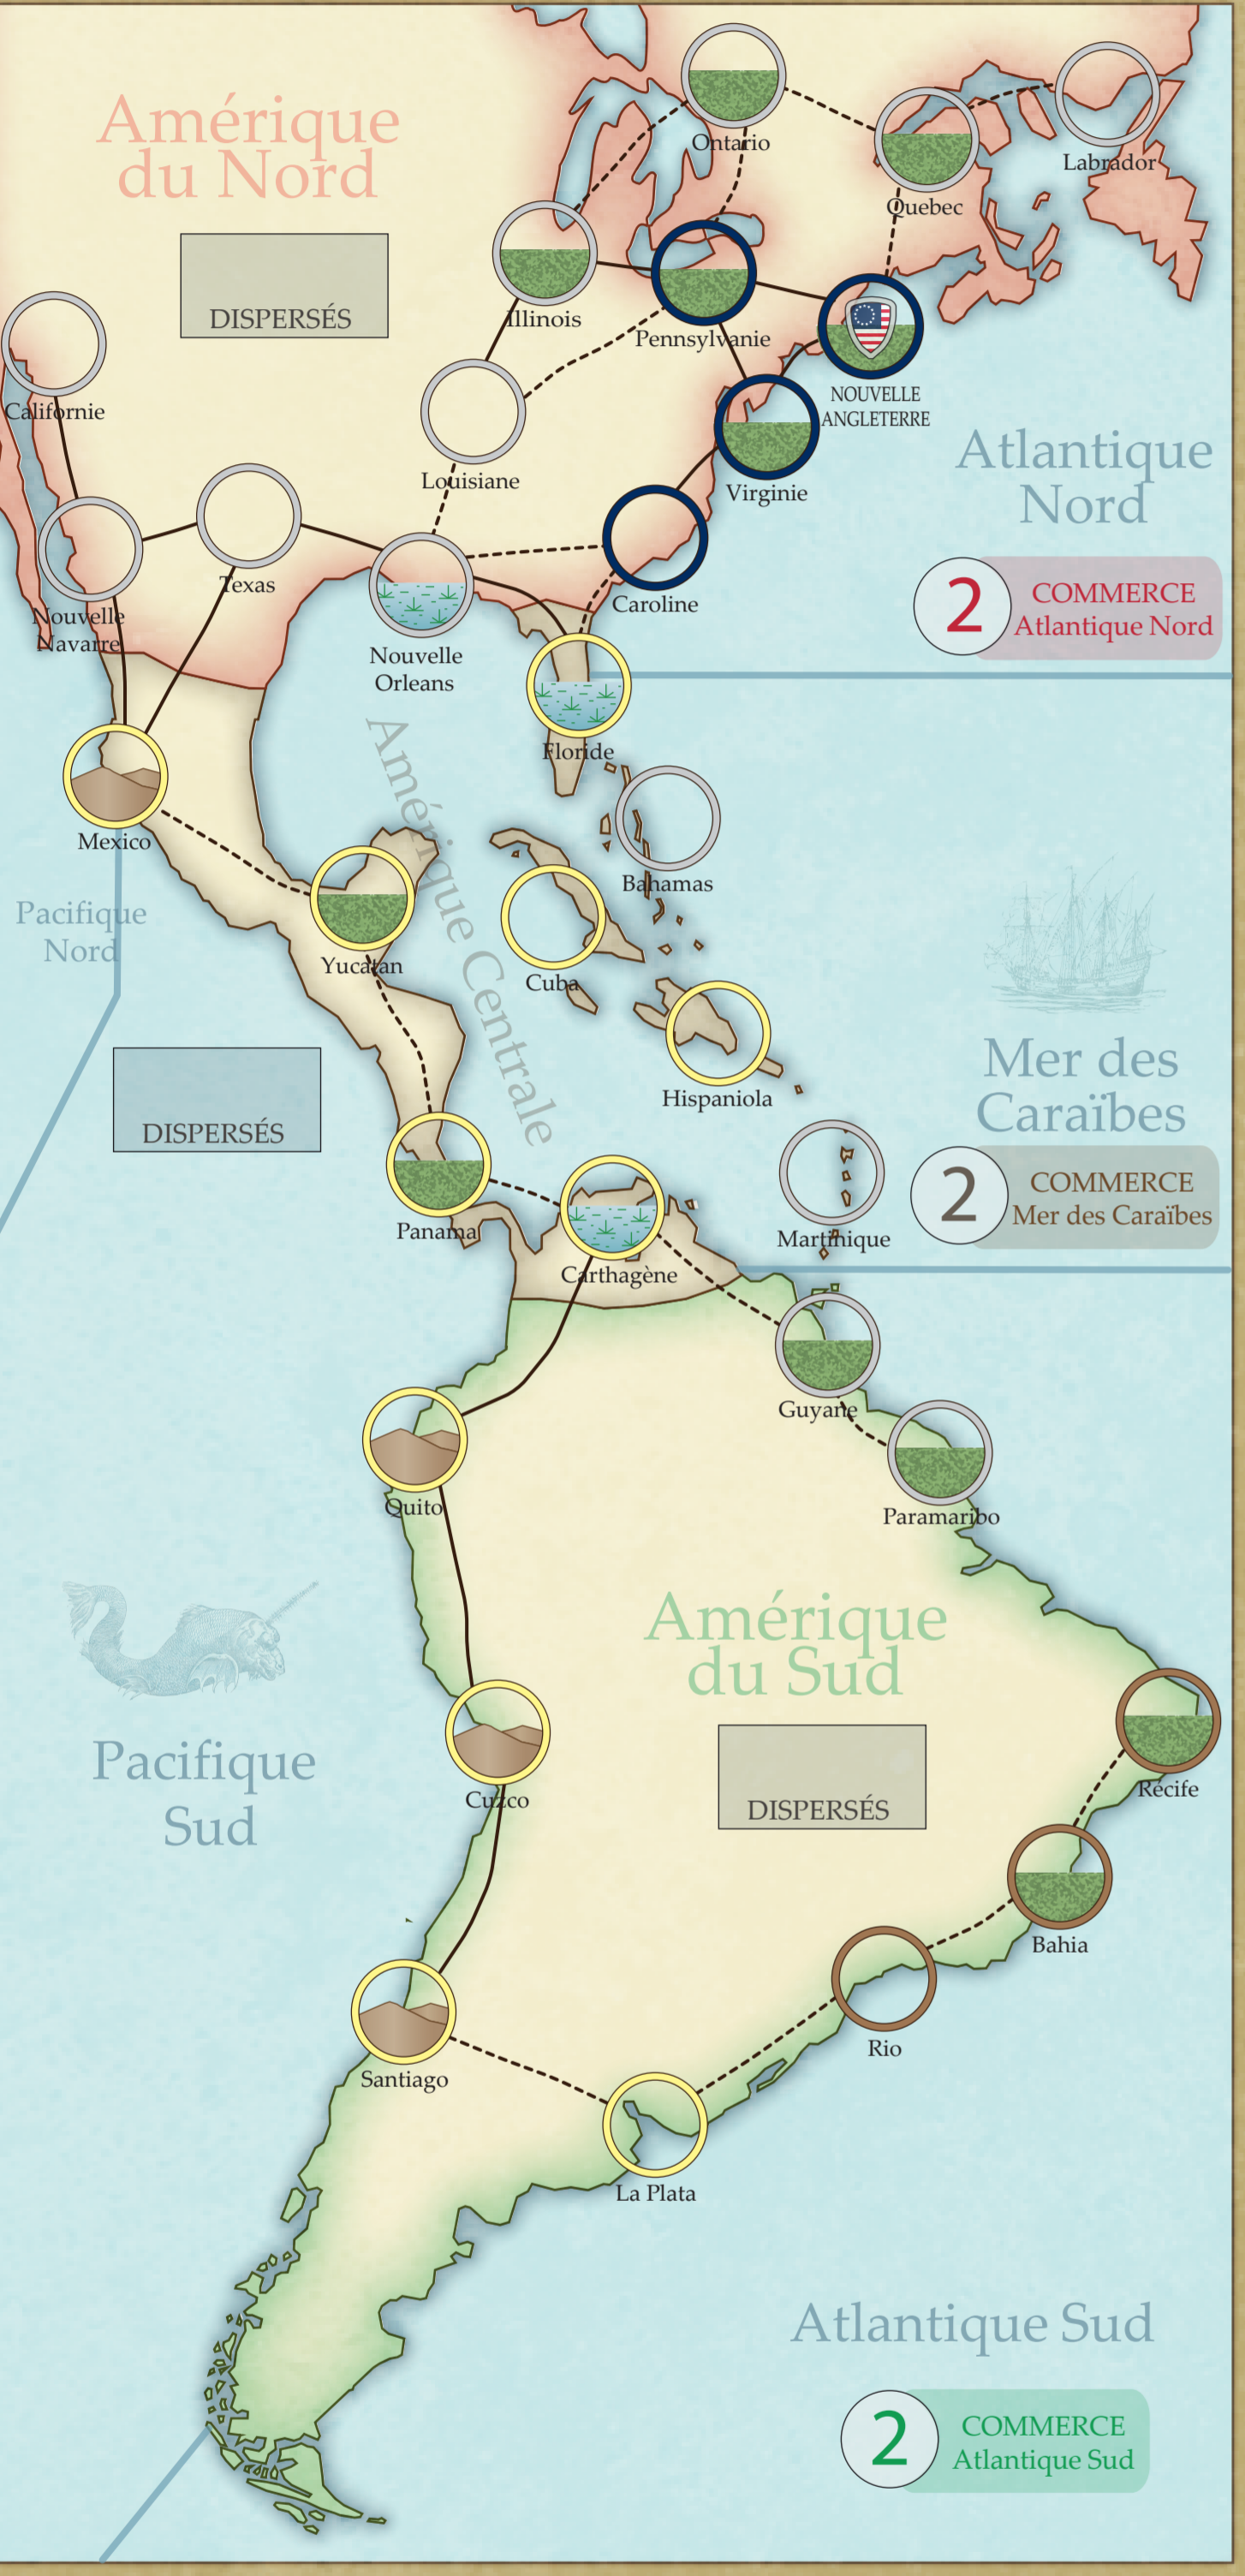 Amérique
du Nord
Ontario
Quebec
Labrador
DISPERSÉS
Illinois
Pennsylvanie
NOUVELLE
ANGLETERRE
Californie
Louisiane
Virginie
Atlantique
Nord
Texas
Caroline
2
COMMERCE
Atlantique Nord
Nouvelle
Navarre
Nouvelle
Orleans
Floride
Mexico
Amérique Centrale
Bahamas
Pacifique
Nord
Yucatan
Cuba
Hispaniola
Mer des
Caraïbes
DISPERSÉS
2
COMMERCE
Mer des Caraïbes
Panama
Carthagène
Martinique
Guyane
Quito
Paramaribo
Amérique
du Sud
Pacifique
Sud
Cuzco
DISPERSÉS
Récife
Bahia
Rio
Santiago
La Plata
Atlantique Sud
2
COMMERCE
Atlantique Sud